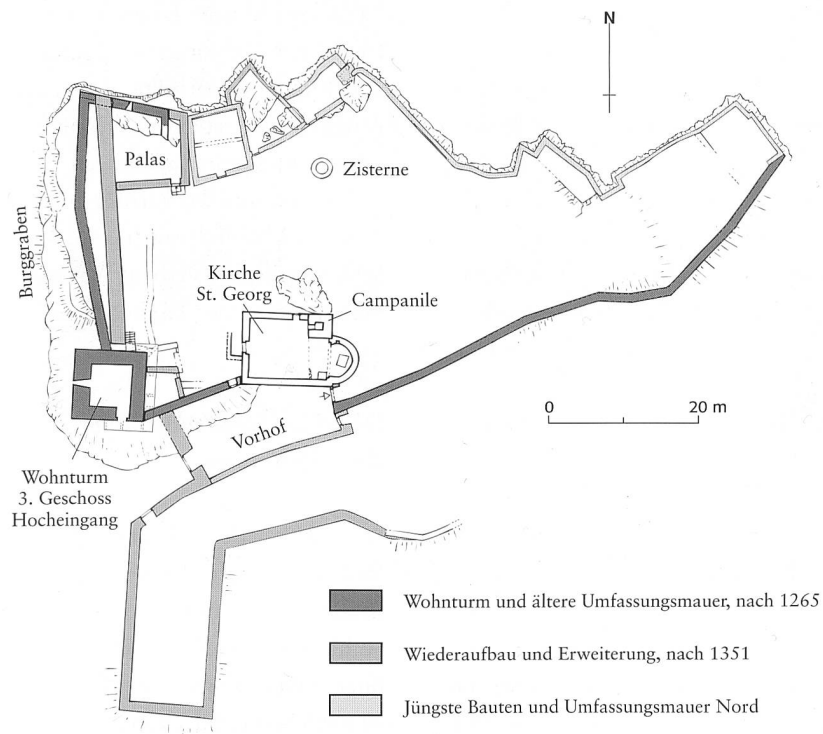 N
Palas
Zisterne
Burggraben
Kirche
St. Georg
Campanile
0 20 m
Vorhof
Wohnturm
3. Geschoss
Hocheingang
Wohnturm und ältere Umfassungsmauer, nach 1265
Wiederaufbau und Erweiterung, nach 1351
Jüngste Bauten und Umfassungsmauer Nord